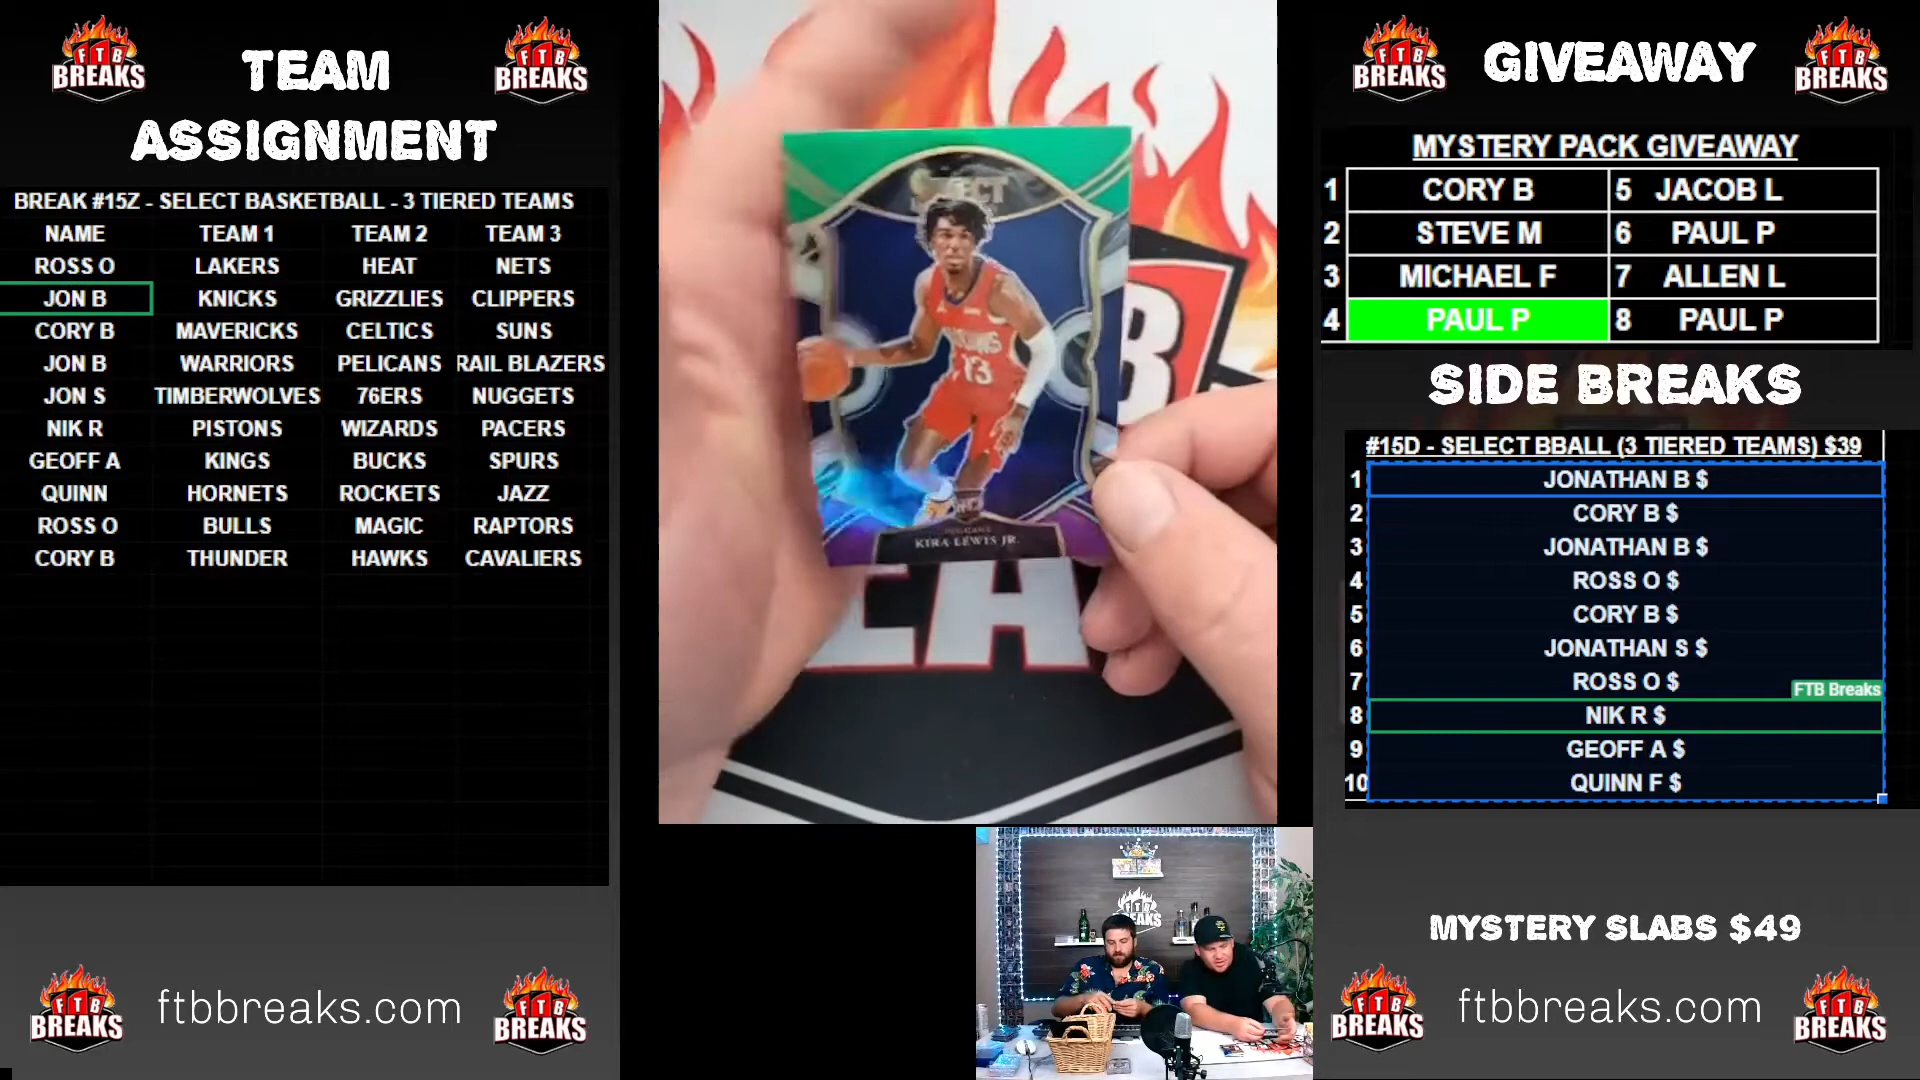 FTB
BREAKS
TEAM
ASSIGNMENT
FTB
BREAKS
BREAK #15Z - SELECT BASKETBALL - 3 TIERED TEAMS
NAME TEAM 1 TEAM 2 TEAM 3
ROSS O LAKERS HEAT NETS
JON B KNICKS GRIZZLIES CLIPPERS
CORY B MAVERICKS CELTICS SUNS
JON B WARRIORS PELICANS RAIL BLAZERS
JON S TIMBERWOLVES 76ERS NUGGETS
NIK R PISTONS WIZARDS PACERS
GEOFF A KINGS BUCKS SPURS
QUINN HORNETS ROCKETS JAZZ
ROSS O BULLS MAGIC RAPTORS
CORY B THUNDER HAWKS CAVALIERS
FTB
BREAKS
ftbbreaks.com
FTB
BREAKS
13
KIRA LEWIS JR.
B
EA
FTB
FTB
BREAKS
GIVEAWAY
FTB
BREAKS
MYSTERY PACK GIVEAWAY
1 CORY B 5 JACOB L
2 STEVE M 6 PAUL P
3 MICHAEL F 7 ALLEN L
4 PAUL P 8 PAUL P
SIDE BREAKS
#15D - SELECT BBALL (3 TIERED TEAMS) $39
1 JONATHAN B $
2 CORY B $
3 JONATHAN B $
4 ROSS O $
5 CORY B $
6 JONATHAN S $
7 ROSS O $
FTB Breaks
8 NIK R $
9 GEOFF A $
10 QUINN F $
MYSTERY SLABS $49
FTB
BREAKS
ftbbreaks.com
FTB
BREAKS